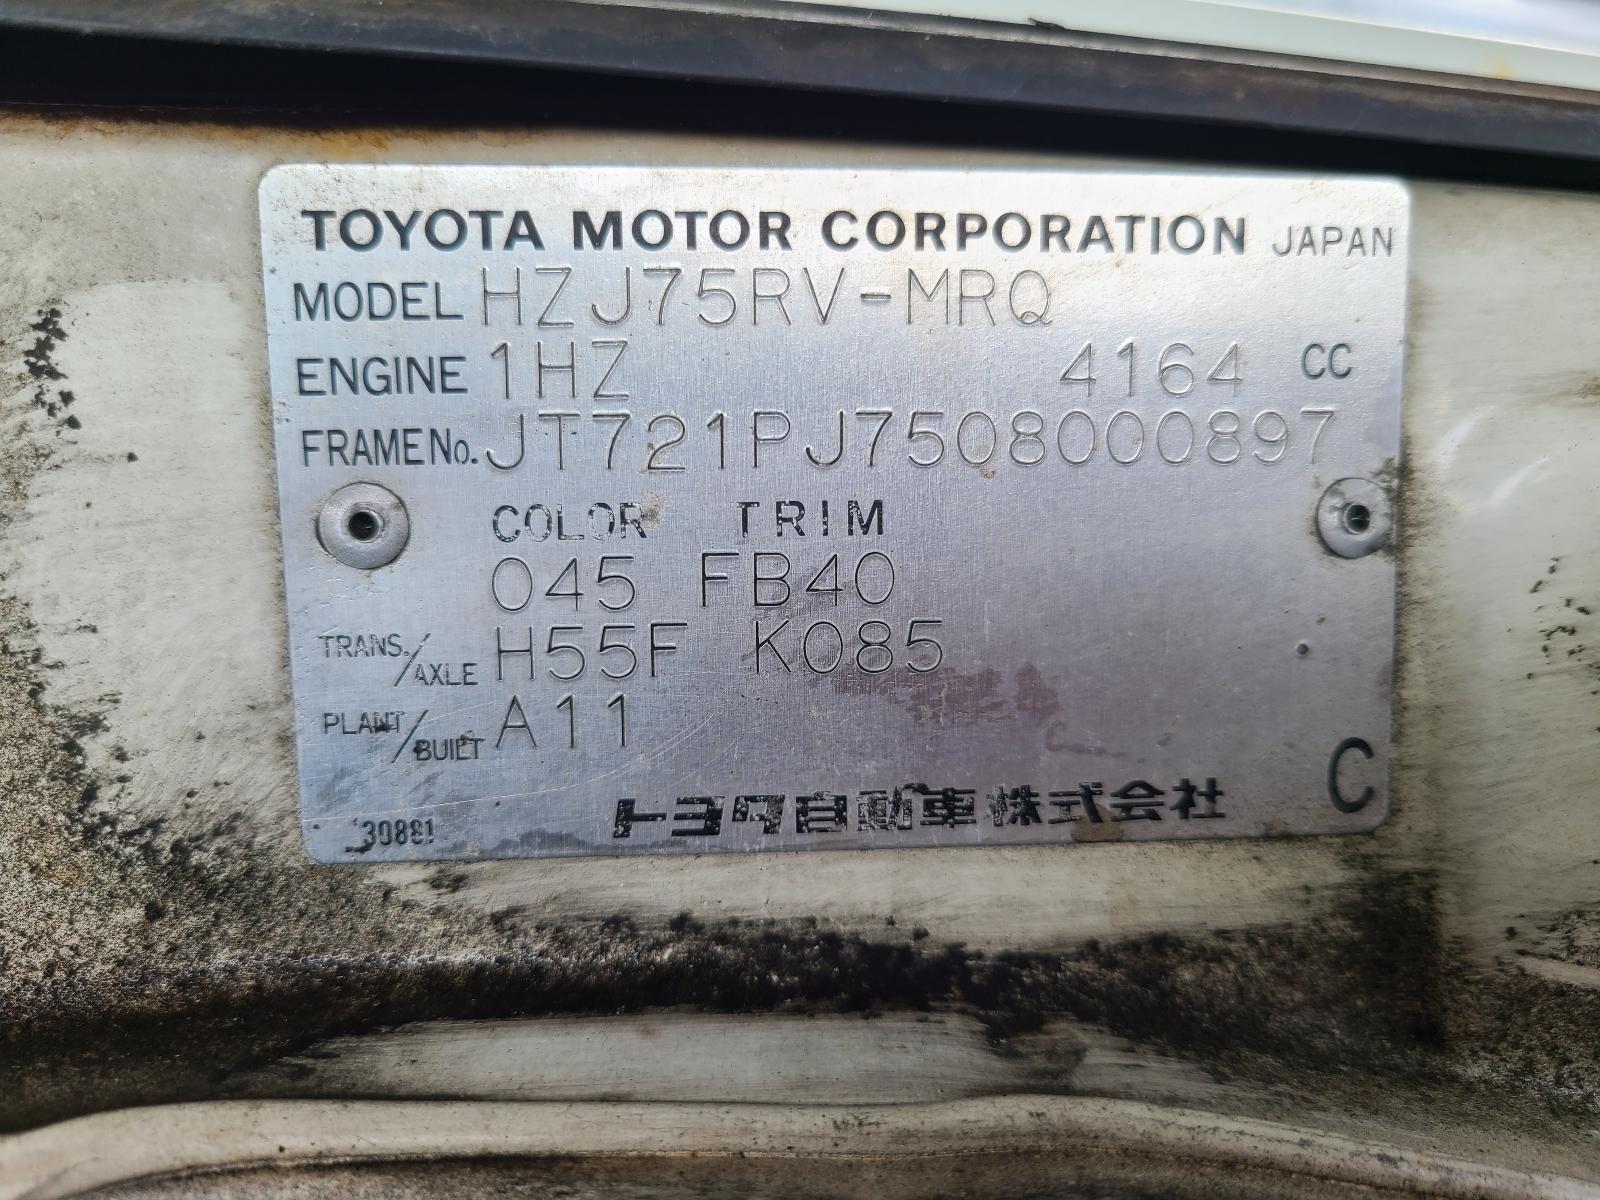 TOYOTA MOTOR CORPORATION JAPAN
MODEL HZJ75RV-MRQ
ENGINE 1HZ 4164 CC
FRAME No. JT721PJ7508000897
COLOR TRIM
045 FB40
TRANS./AXLE H55F K085
PLANT/BUILT A11
トヨタ自動車株式会社 C
30881